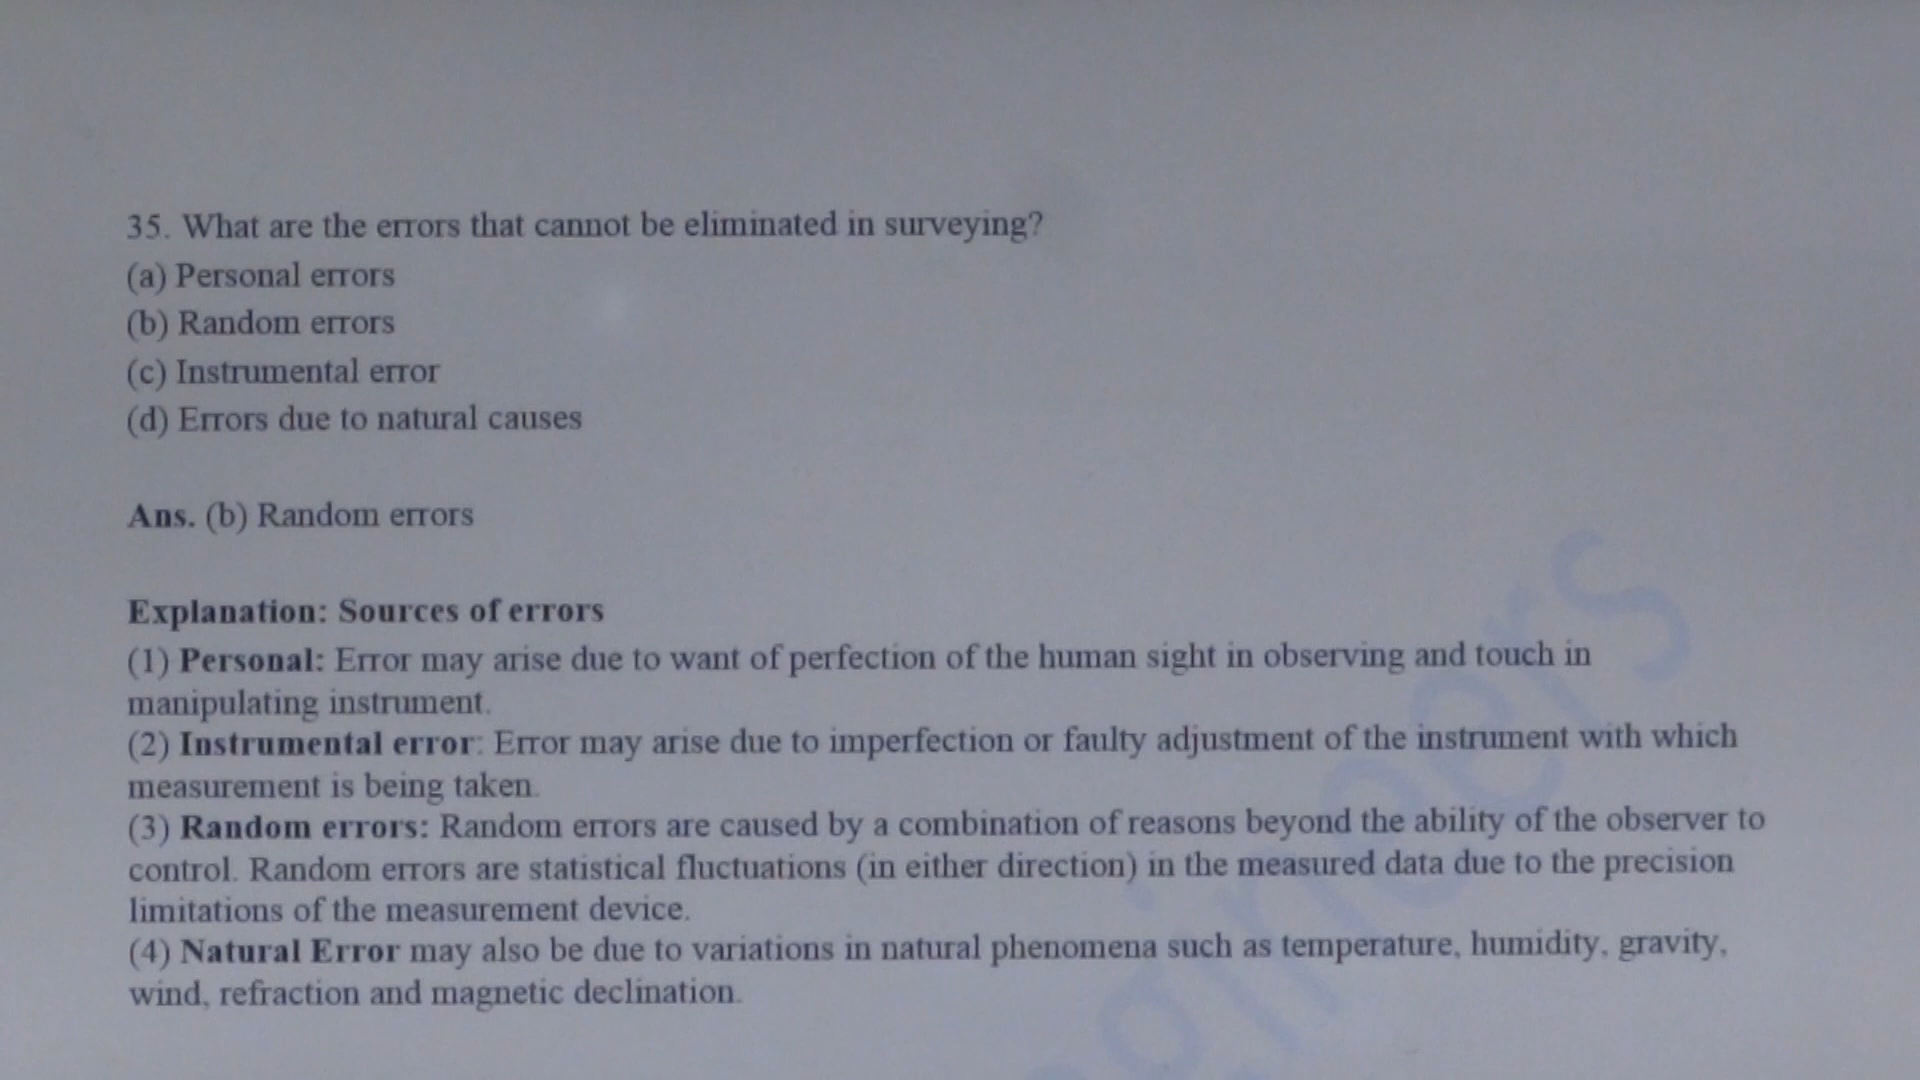 35. What are the errors that cannot be eliminated in surveying?
(a) Personal errors
(b) Random errors
(c) Instrumental error
(d) Errors due to natural causes
Ans. (b) Random errors
Explanation: Sources of errors
(1) Personal: Error may arise due to want of perfection of the human sight in observing and touch in
manipulating instrument.
(2) Instrumental error: Error may arise due to imperfection or faulty adjustment of the instrument with which
measurement is being taken.
(3) Random errors: Random errors are caused by a combination of reasons beyond the ability of the observer to
control. Random errors are statistical fluctuations (in either direction) in the measured data due to the precision
limitations of the measurement device.
(4) Natural Error may also be due to variations in natural phenomena such as temperature, humidity, gravity,
wind, refraction and magnetic declination.